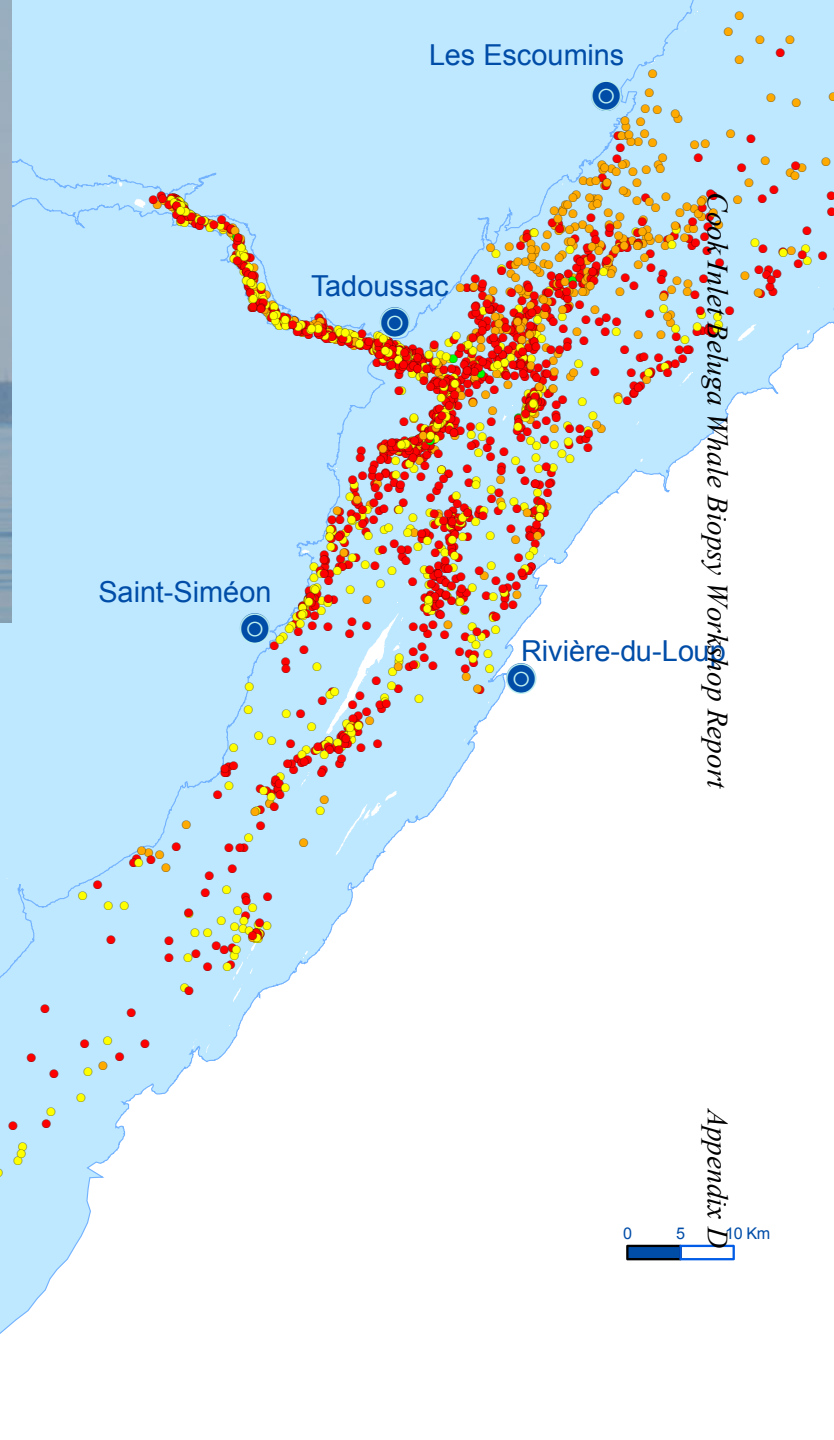 Les Escoumins
Tadoussac
Saint-Siméon
Rivière-du-Loup
Cook Inlet Beluga Whale Biopsy Workshop Report
Appendix D
0 5 10 Km